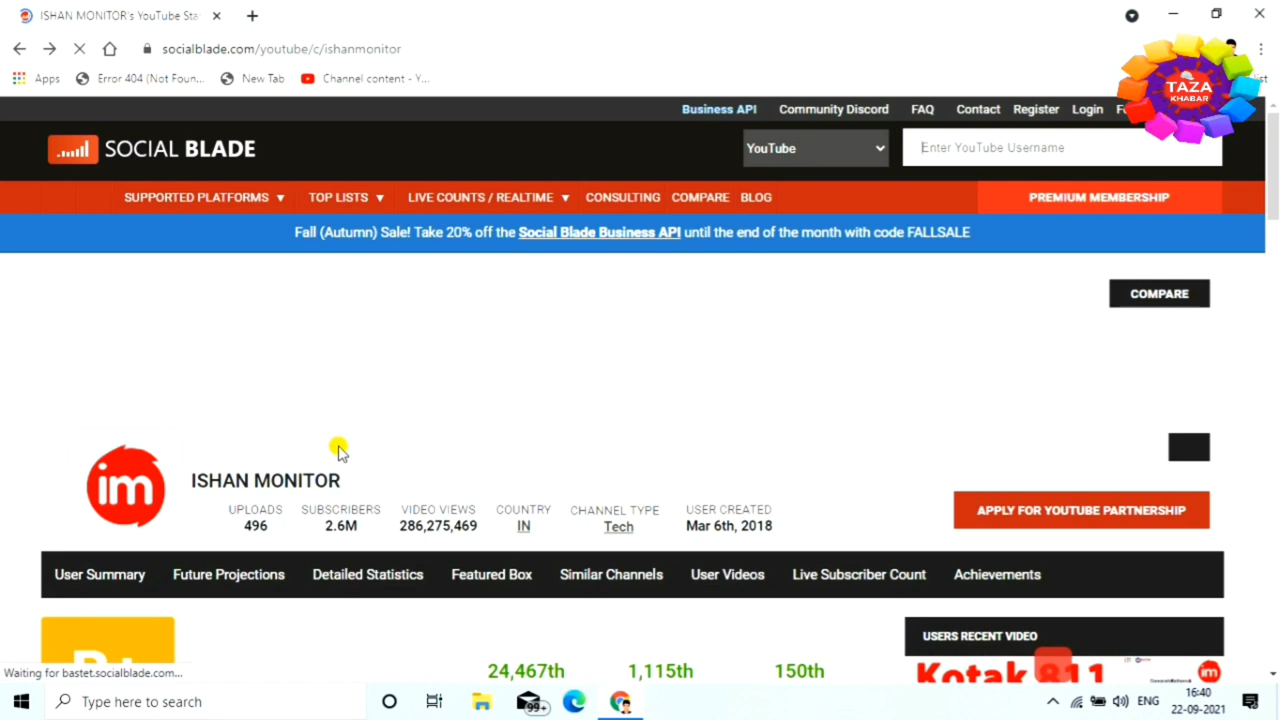 ISHAN MONITOR's YouTube Sta
socialblade.com/youtube/c/ishanmonitor
Apps Error 404 (Not Foun... New Tab Channel content - Y...
TAZA
KHABAR
Business API Community Discord FAQ Contact Register Login
SOCIAL BLADE
YouTube
Enter YouTube Username
SUPPORTED PLATFORMS ▼ TOP LISTS ▼ LIVE COUNTS / REALTIME ▼ CONSULTING COMPARE BLOG PREMIUM MEMBERSHIP
Fall (Autumn) Sale! Take 20% off the Social Blade Business API until the end of the month with code FALLSALE
COMPARE
im
ISHAN MONITOR
UPLOADS SUBSCRIBERS VIDEO VIEWS COUNTRY CHANNEL TYPE USER CREATED
496 2.6M 286,275,469 IN Tech Mar 6th, 2018
APPLY FOR YOUTUBE PARTNERSHIP
User Summary Future Projections Detailed Statistics Featured Box Similar Channels User Videos Live Subscriber Count Achievements
USERS RECENT VIDEO
24,467th 1,115th 150th
Kotak 811
im
Waiting for bastet.socialblade.com...
Type here to search
99+
ENG
16:40
22-09-2021